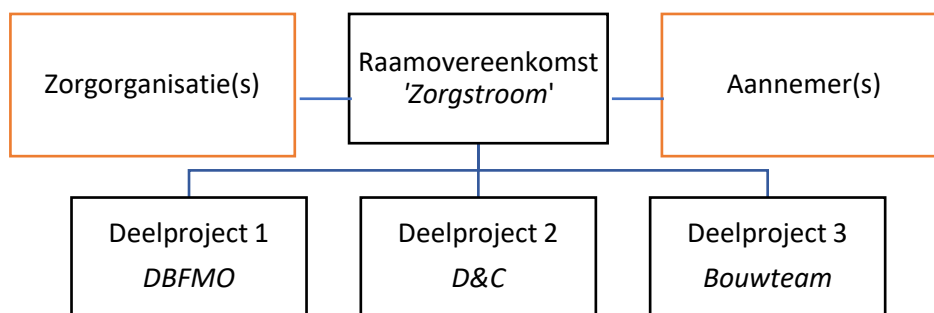 Zorgorganisatie(s)
Raamovereenkomst
'Zorgstroom'
Aannemer(s)
Deelproject 1
DBFMO
Deelproject 2
D&C
Deelproject 3
Bouwteam